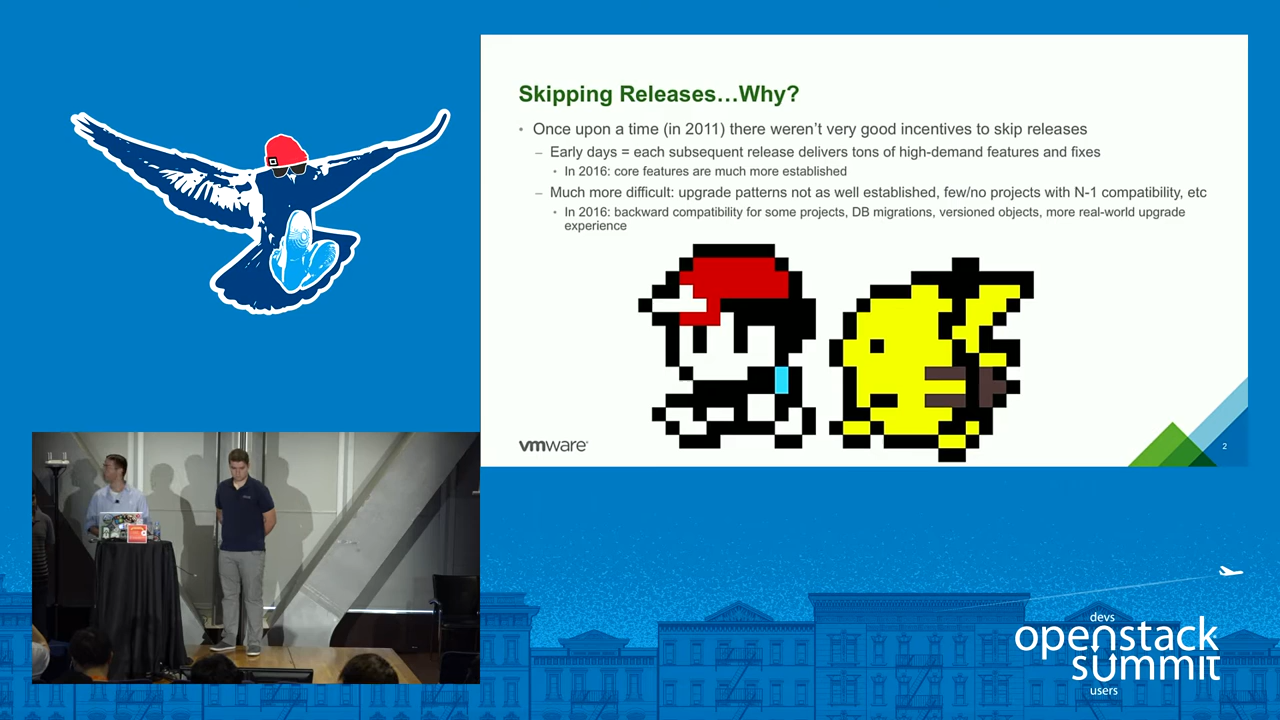 Skipping Releases…Why?
• Once upon a time (in 2011) there weren't very good incentives to skip releases
– Early days = each subsequent release delivers tons of high-demand features and fixes
• In 2016: core features are much more established
– Much more difficult: upgrade patterns not as well established, few/no projects with N-1 compatibility, etc
• In 2016: backward compatibility for some projects, DB migrations, versioned objects, more real-world upgrade
experience
vmware
2
devs
openstack
summit
users